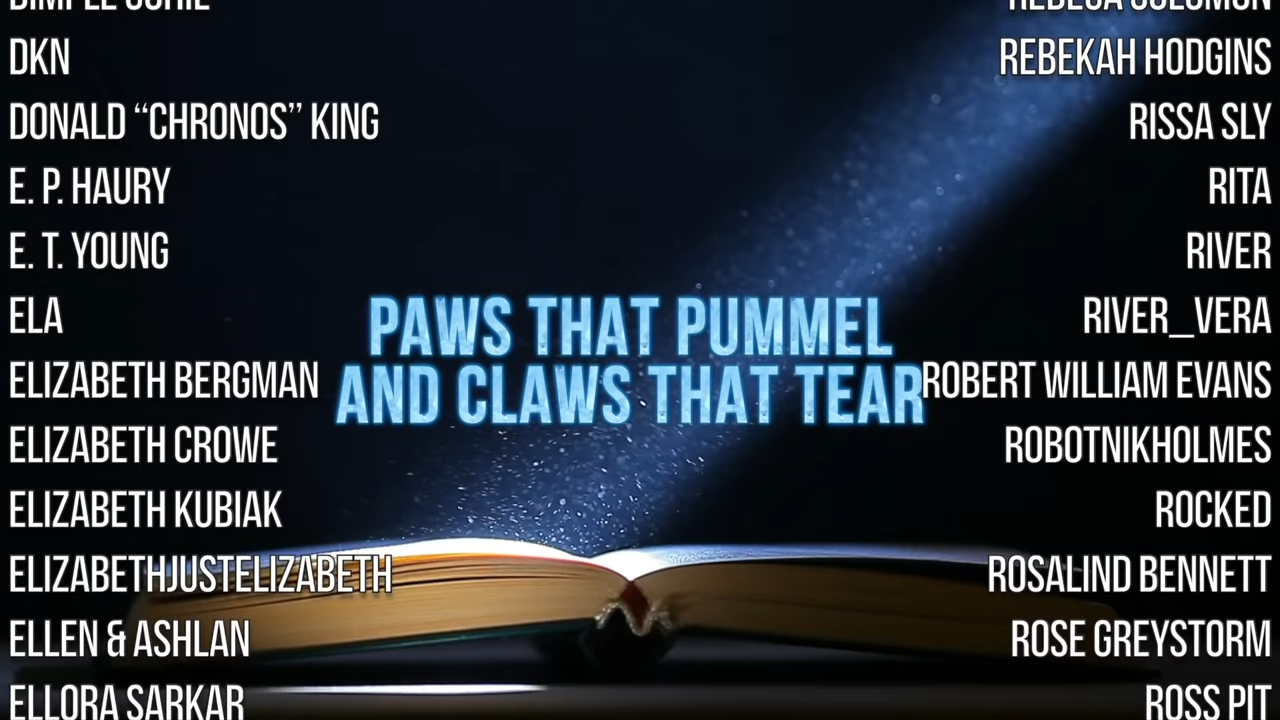 DKN
DONALD “CHRONOS” KING
E. P. HAURY
E. T. YOUNG
ELA
ELIZABETH BERGMAN
ELIZABETH CROWE
ELIZABETH KUBIAK
ELIZABETHJUSTELIZABETH
ELLEN & ASHLAN
ELLORA SARKAR
PAWS THAT PUMMEL
AND CLAWS THAT TEAR
REBEKAH HODGINS
RISSA SLY
RITA
RIVER
RIVER_VERA
ROBERT WILLIAM EVANS
ROBOTNIKHOLMES
ROCKED
ROSALIND BENNETT
ROSE GREYSTORM
ROSS PIT